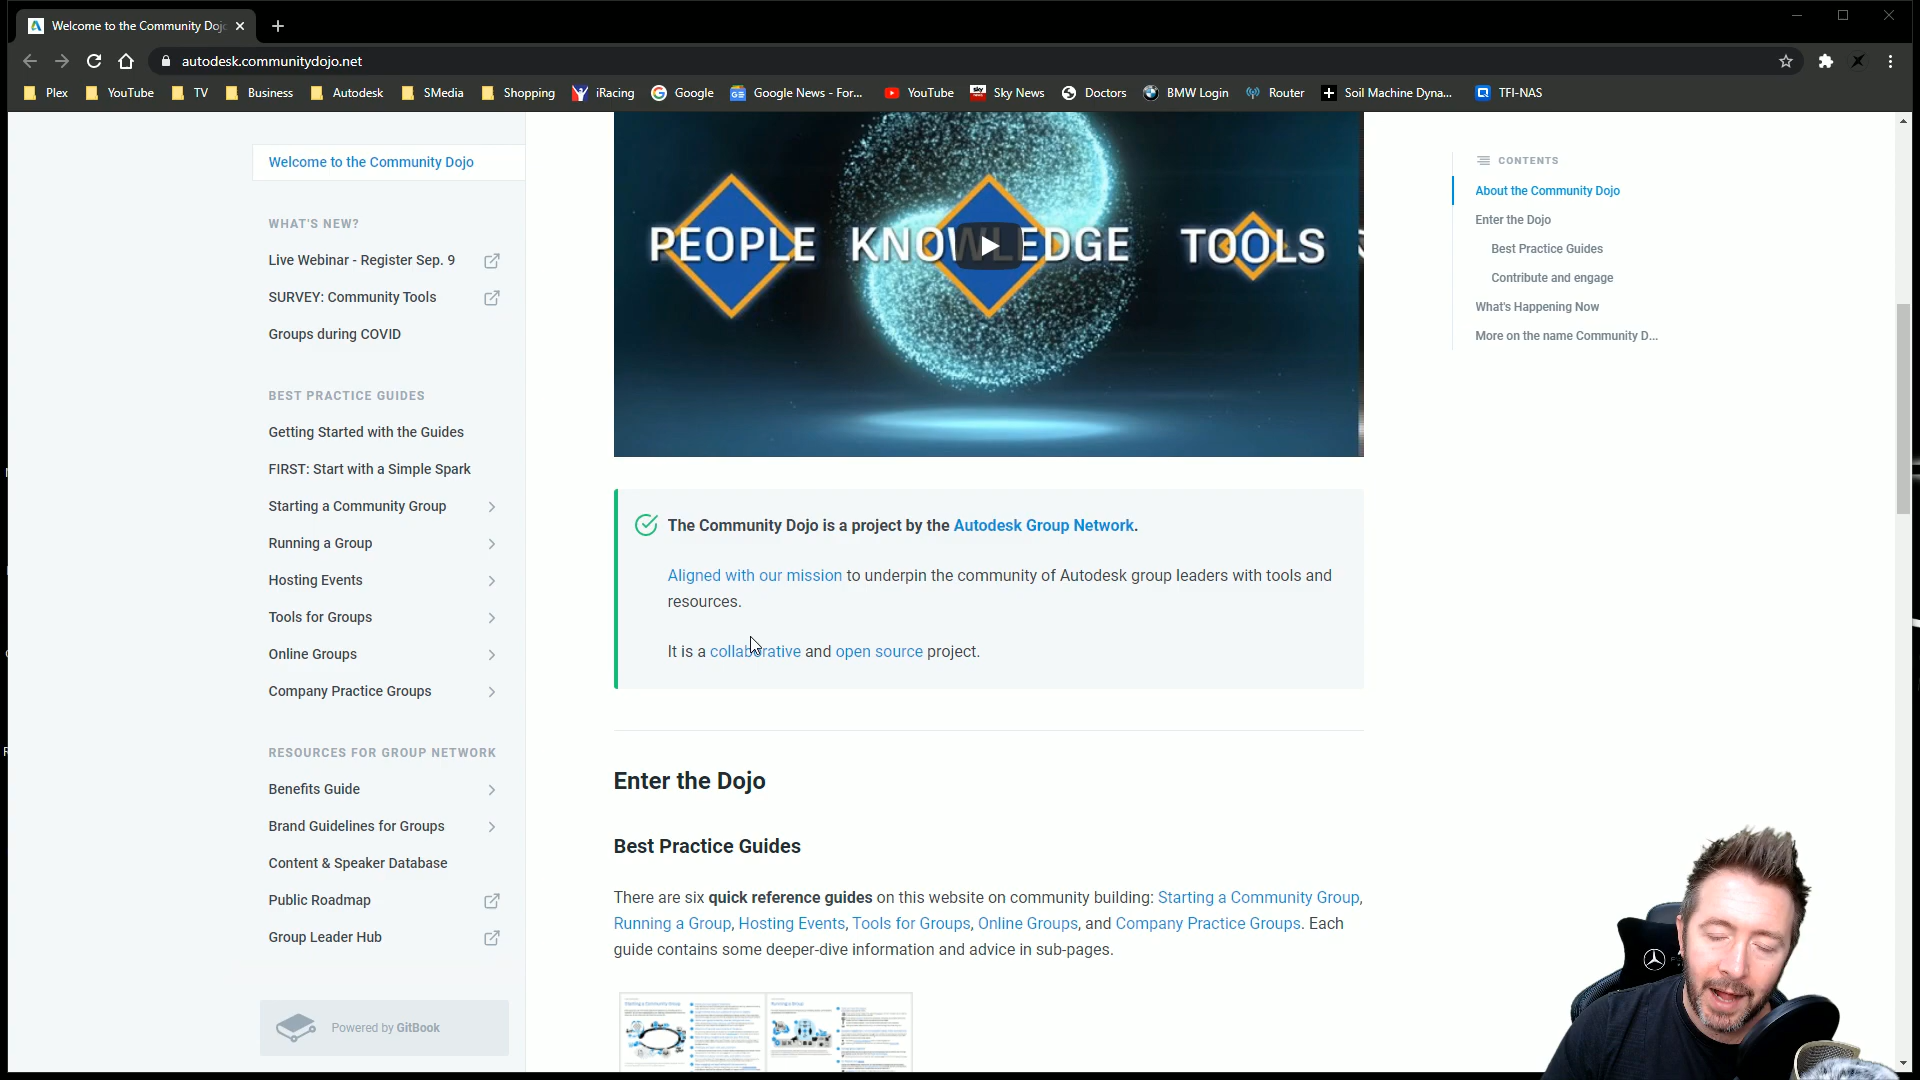 Welcome to the Community Doj
autodesk.communitydojo.net
Plex YouTube TV Business Autodesk SMedia Shopping iRacing Google Google News - For... YouTube Sky News Doctors BMW Login Router Soil Machine Dyna... TFI-NAS
Welcome to the Community Dojo
WHAT'S NEW?
Live Webinar - Register Sep. 9
SURVEY: Community Tools
Groups during COVID
BEST PRACTICE GUIDES
Getting Started with the Guides
FIRST: Start with a Simple Spark
Starting a Community Group
Running a Group
Hosting Events
Tools for Groups
Online Groups
Company Practice Groups
RESOURCES FOR GROUP NETWORK
Benefits Guide
Brand Guidelines for Groups
Content & Speaker Database
Public Roadmap
Group Leader Hub
Powered by GitBook
PEOPLE KNOWLEDGE TOOLS
The Community Dojo is a project by the Autodesk Group Network.
Aligned with our mission to underpin the community of Autodesk group leaders with tools and
resources.
It is a collaborative and open source project.
Enter the Dojo
Best Practice Guides
There are six quick reference guides on this website on community building: Starting a Community Group,
Running a Group, Hosting Events, Tools for Groups, Online Groups, and Company Practice Groups. Each
guide contains some deeper-dive information and advice in sub-pages.
Starting a Community Group
Running a Group
CONTENTS
About the Community Dojo
Enter the Dojo
Best Practice Guides
Contribute and engage
What's Happening Now
More on the name Community D...